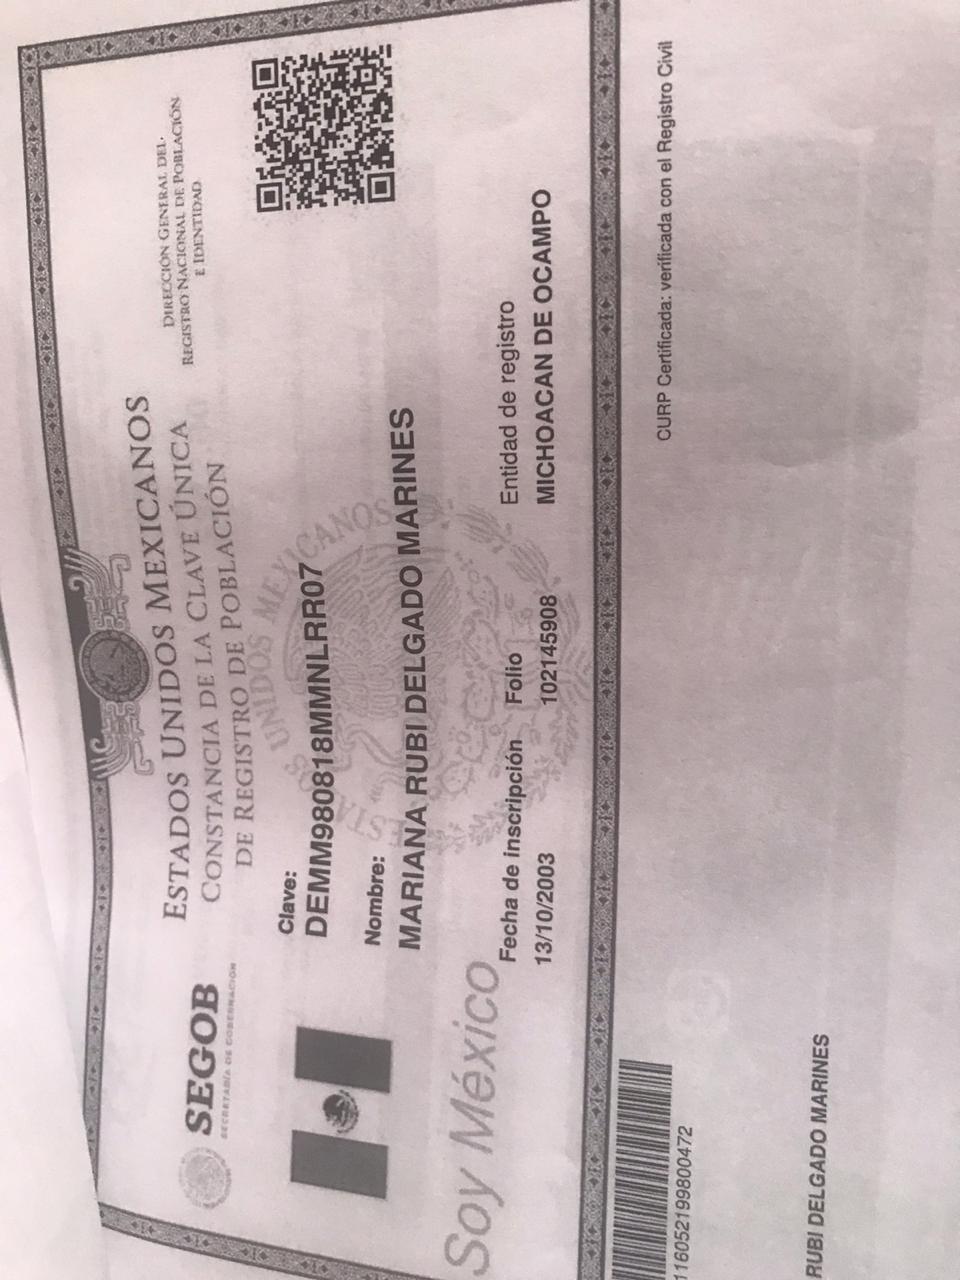 SEGOB
SECRETARÍA DE GOBERNACIÓN
ESTADOS UNIDOS MEXICANOS
CONSTANCIA DE LA CLAVE ÚNICA
DE REGISTRO DE POBLACIÓN
DIRECCIÓN GENERAL DEL
REGISTRO NACIONAL DE POBLACIÓN
E IDENTIDAD
Clave:
DEMM980818MMNLRR07
Nombre:
MARIANA RUBI DELGADO MARINES
ESTADOS UNIDOS MEXICANOS
Soy México
Fecha de inscripción Folio Entidad de registro
13/10/2003 102145908 MICHOACAN DE OCAMPO
116052199800472
CURP Certificada: verificada con el Registro Civil
RUBI DELGADO MARINES